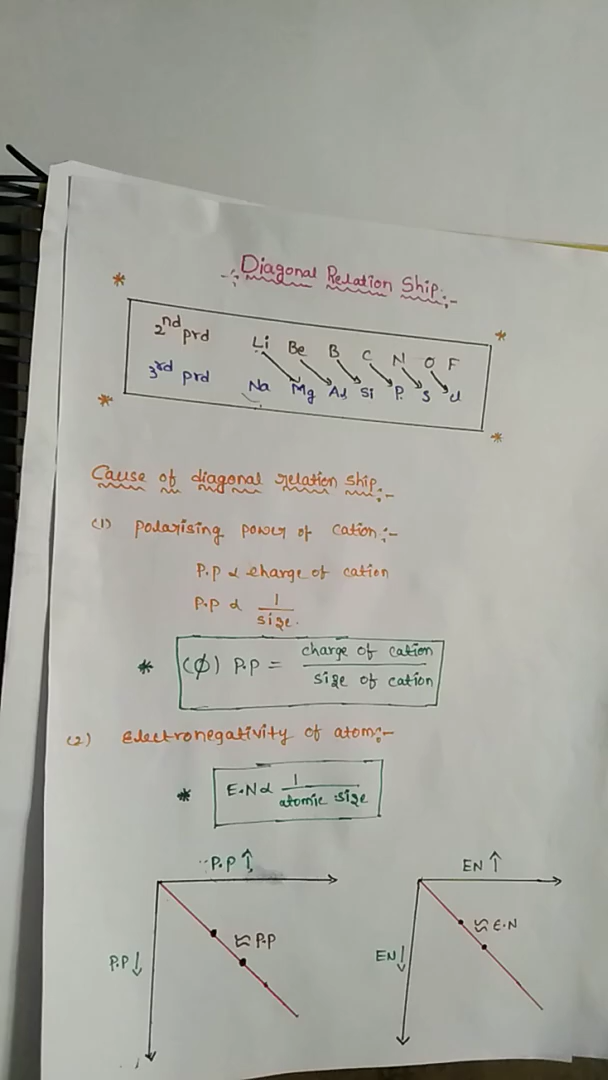 -:Diagonal Relation Ship:-
2nd prd Li Be B C N O F
3rd prd Na Mg Al Si P. S Cl
Cause of diagonal relation ship:-
(1) Polarising power of cation:-
P.P α charge of cation
P.P α 1/size.
* (φ) P.P = charge of cation/size of cation
(2) Electronegativity of atom:-
* E.N α 1/atomic size
P.P ↑
P.P ↓
≈ P.P
EN ↑
EN ↓
≈ E.N